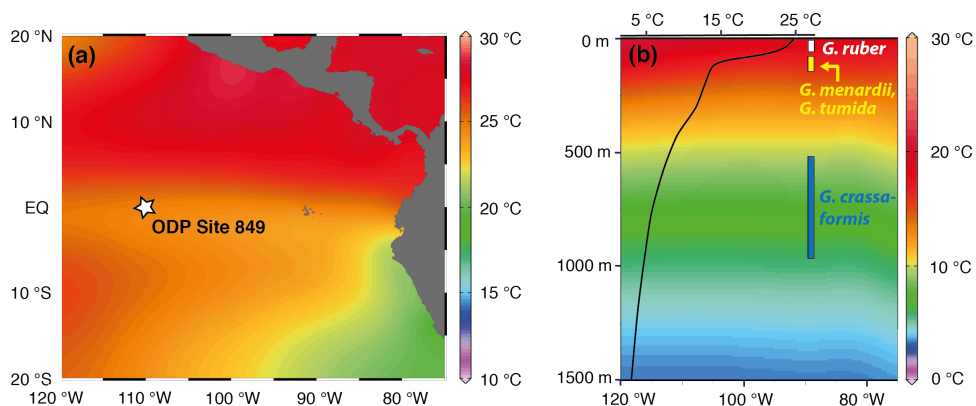 (a)
20 °N
10 °N
EQ
10 °S
20 °S
120 °W
110 °W
100 °W
90 °W
80 °W
ODP Site 849
30 °C
25 °C
20 °C
15 °C
10 °C
(b)
5 °C
15 °C
25 °C
0 m
500 m
1000 m
1500 m
120 °W
100 °W
80 °W
G. ruber
G. menardii,
G. tumida
G. crassa-
formis
30 °C
20 °C
10 °C
0 °C